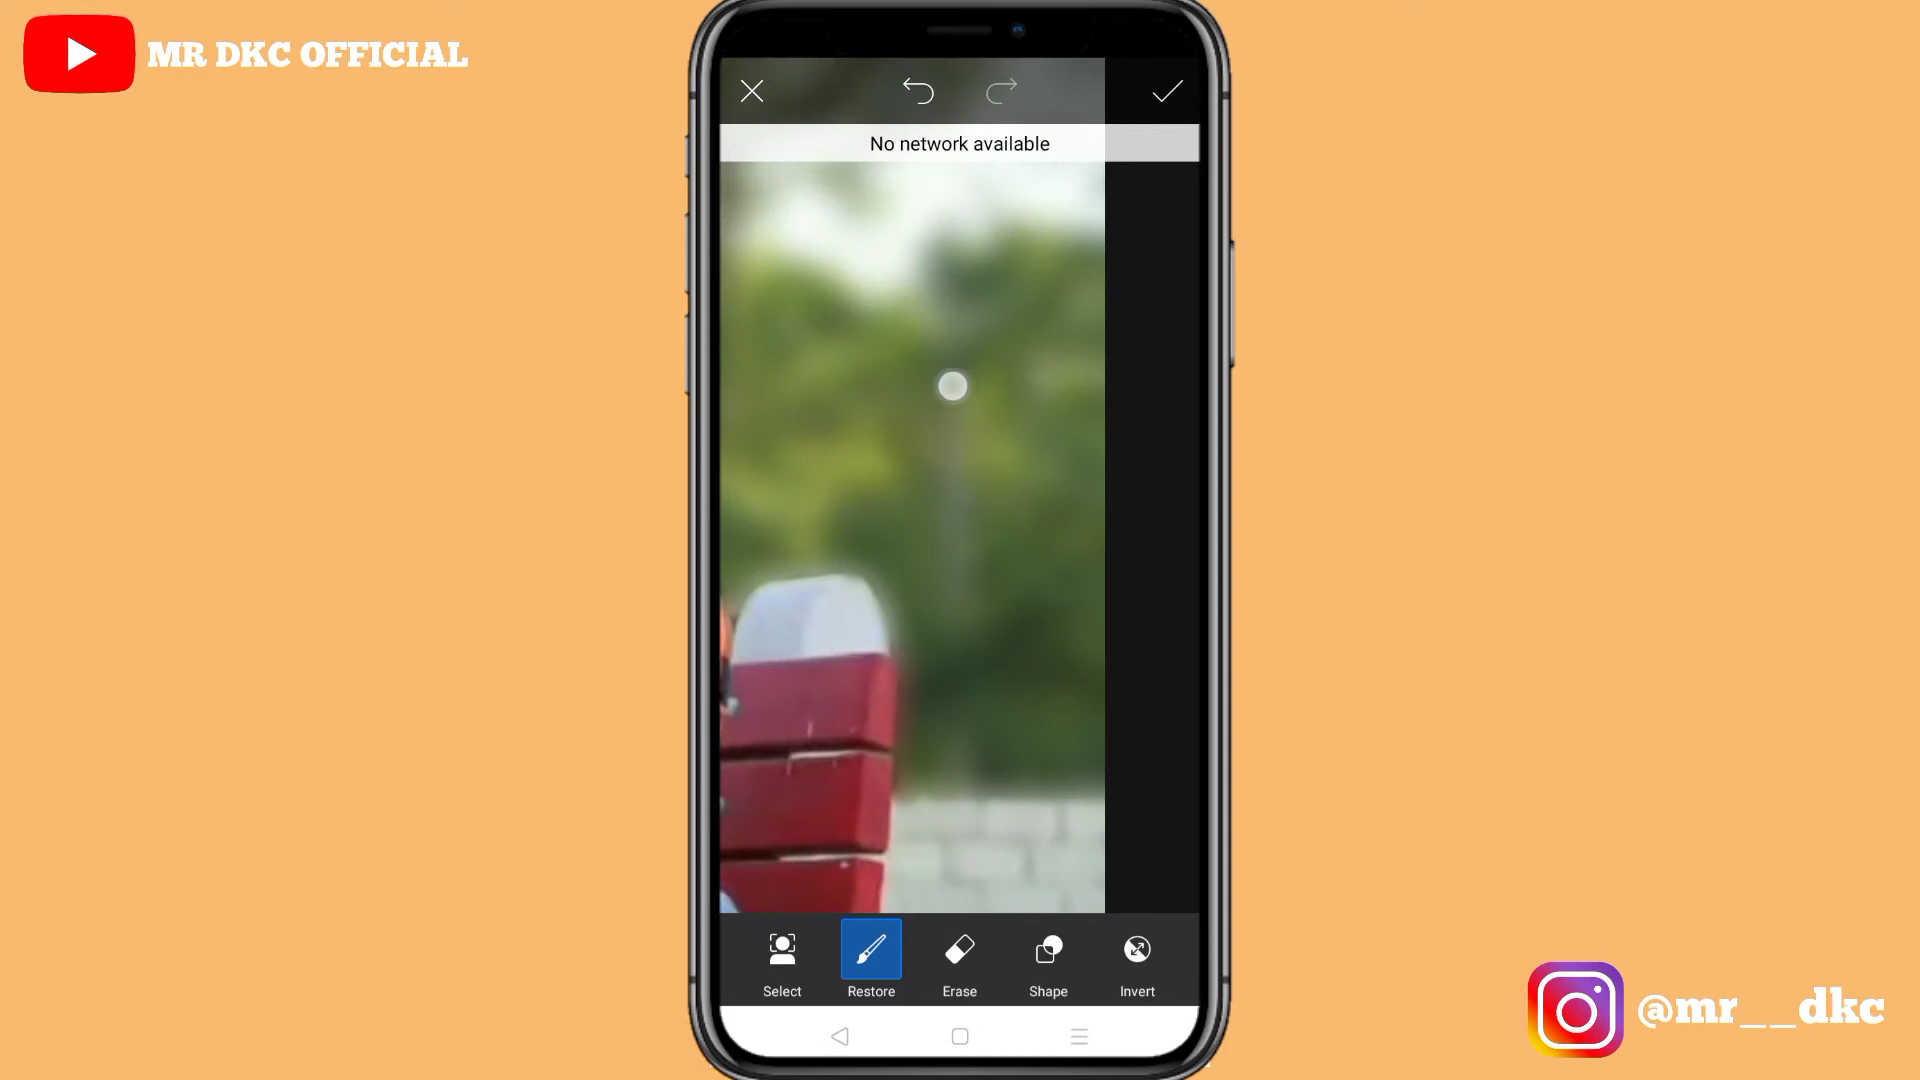 MR DKC OFFICIAL
No network available
Select Restore Erase Shape Invert
@mr__dkc